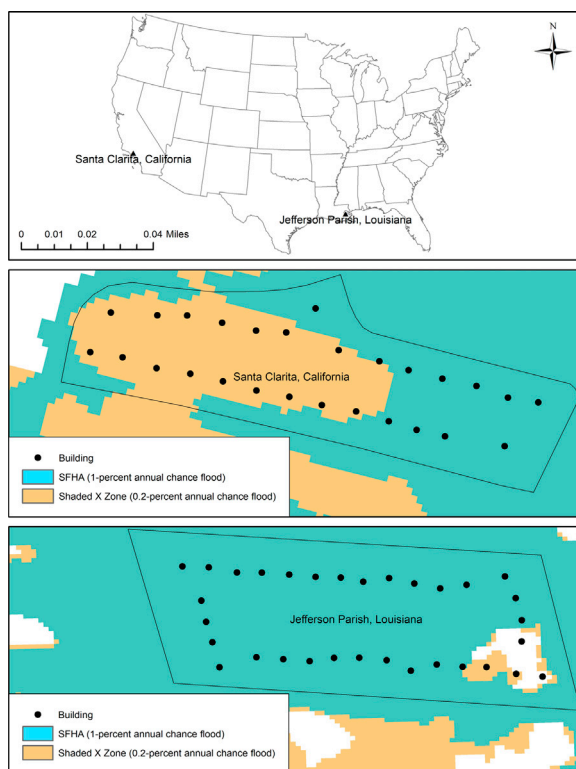 N
Santa Clarita, California
Jefferson Parish, Louisiana
0 0.01 0.02 0.04 Miles
Santa Clarita, California
Building
SFHA (1-percent annual chance flood)
Shaded X Zone (0.2-percent annual chance flood)
Jefferson Parish, Louisiana
Building
SFHA (1-percent annual chance flood)
Shaded X Zone (0.2-percent annual chance flood)